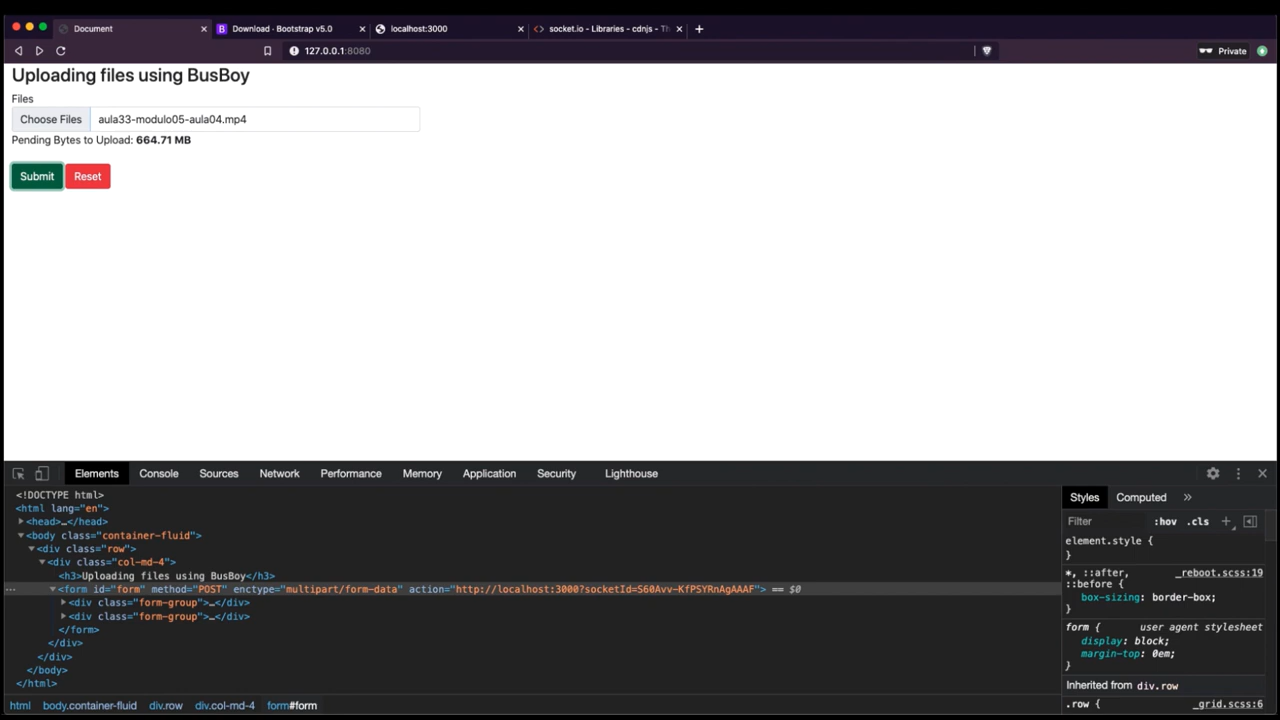 Document
Download · Bootstrap v5.0
localhost:3000
socket.io - Libraries - cdnjs - Th
127.0.0.1:8080
Private
Uploading files using BusBoy
Files
Choose Files aula33-modulo05-aula04.mp4
Pending Bytes to Upload: 664.71 MB
Submit Reset
Elements Console Sources Network Performance Memory Application Security Lighthouse
<!DOCTYPE html>
<html lang="en">
<head>…</head>
<body class="container-fluid">
<div class="row">
<div class="col-md-4">
<h3>Uploading files using BusBoy</h3>
<form id="form" method="POST" enctype="multipart/form-data" action="http://localhost:3000?socketId=S60Avv-KfPSYRnAgAAAF"> == $0
<div class="form-group">…</div>
<div class="form-group">…</div>
</form>
</div>
</div>
</body>
</html>
html body.container-fluid div.row div.col-md-4 form#form
Styles Computed »
Filter :hov .cls +
element.style {
}
*, ::after, _reboot.scss:19
::before {
box-sizing: border-box;
}
form { user agent stylesheet
display: block;
margin-top: 0em;
}
Inherited from div.row
.row { _grid.scss:6